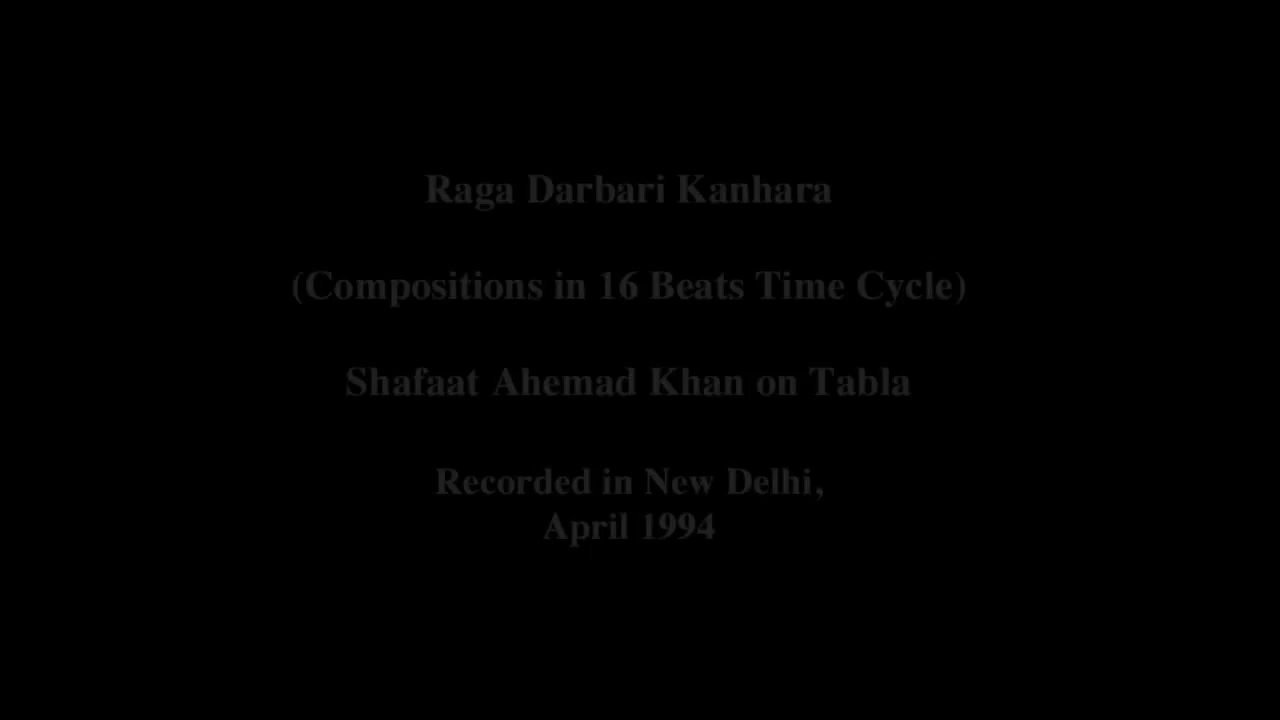 Raga Darbari Kanhara
(Compositions in 16 Beats Time Cycle)
Shafaat Ahemad Khan on Tabla
Recorded in New Delhi,
April 1994